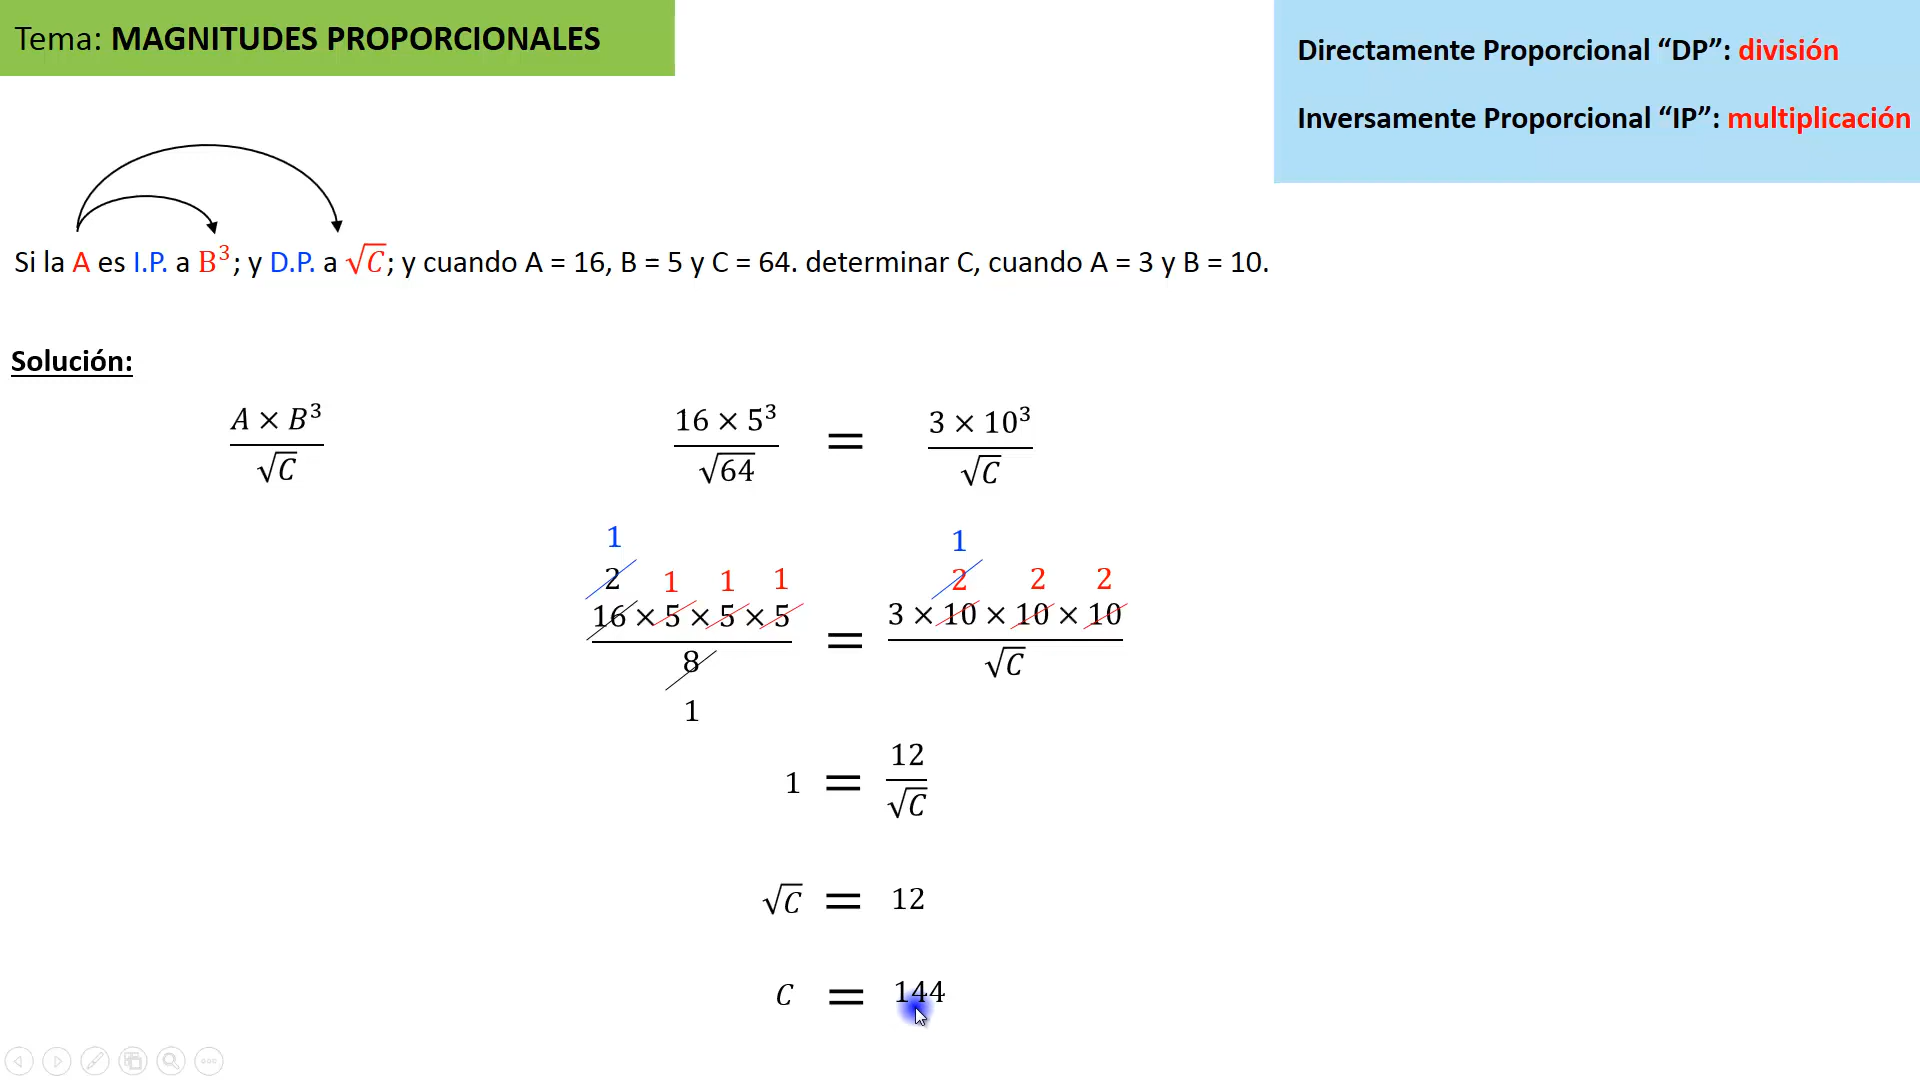 Tema: MAGNITUDES PROPORCIONALES
Directamente Proporcional “DP”: división
Inversamente Proporcional “IP”: multiplicación
Si la A es I.P. a B³; y D.P. a √C; y cuando A = 16, B = 5 y C = 64. determinar C, cuando A = 3 y B = 10.
Solución:
A × B³
√C
16 × 5³
√64
=
3 × 10³
√C
1
2 1 1 1
16 × 5 × 5 × 5
8
1
=
1
2 2 2
3 × 10 × 10 × 10
√C
1 = 12
√C
√C = 12
C = 144